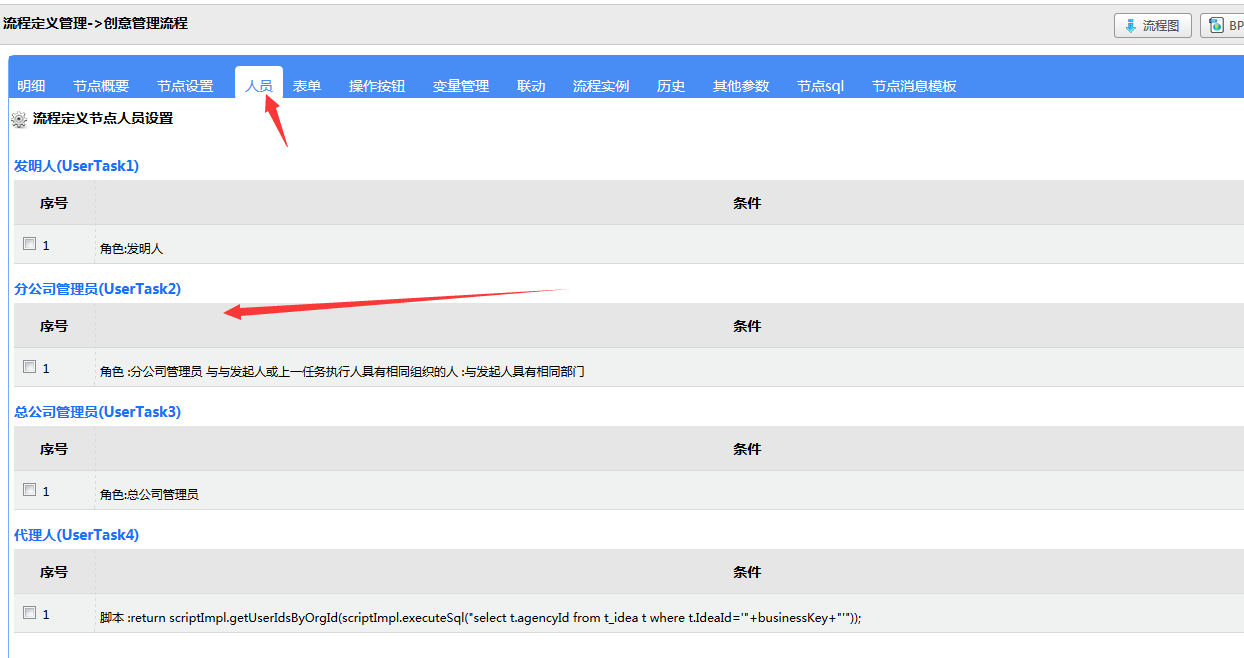 流程定义管理->创意管理流程
流程图 BP
明细 节点概要 节点设置 人员 表单 操作按钮 变量管理 联动 流程实例 历史 其他参数 节点sql 节点消息模板
流程定义节点人员设置
发明人(UserTask1)
序号 条件
1 角色:发明人
分公司管理员(UserTask2)
序号 条件
1 角色 :分公司管理员 与与发起人或上一任务执行人具有相同组织的人 :与发起人具有相同部门
总公司管理员(UserTask3)
序号 条件
1 角色:总公司管理员
代理人(UserTask4)
序号 条件
1 脚本 :return scriptImpl.getUserIdsByOrgId(scriptImpl.executeSql("select t.agencyId from t_idea t where t.IdeaId='"+businessKey+"'"));